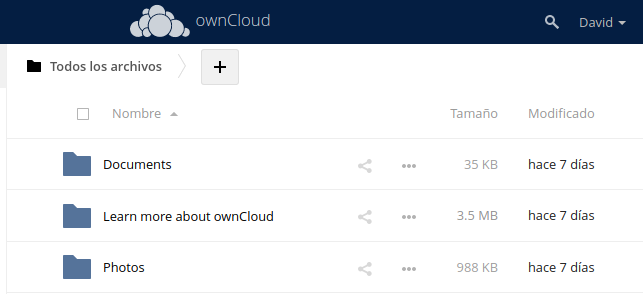 ownCloud
David
Todos los archivos
+
Nombre Tamaño Modificado
Documents ••• 35 KB hace 7 días
Learn more about ownCloud ••• 3.5 MB hace 7 días
Photos ••• 988 KB hace 7 días